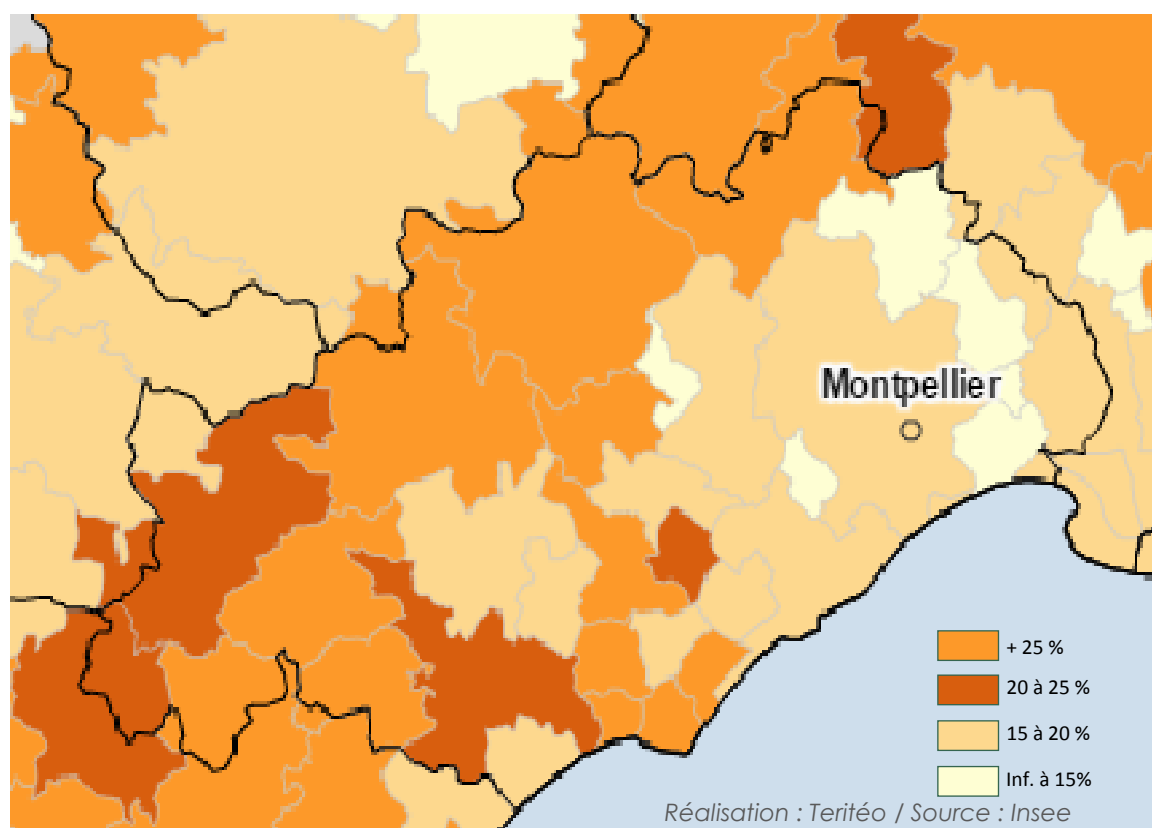 Montpellier
+ 25 %
20 à 25 %
15 à 20 %
Inf. à 15%
Réalisation : Teritéo / Source : Insee